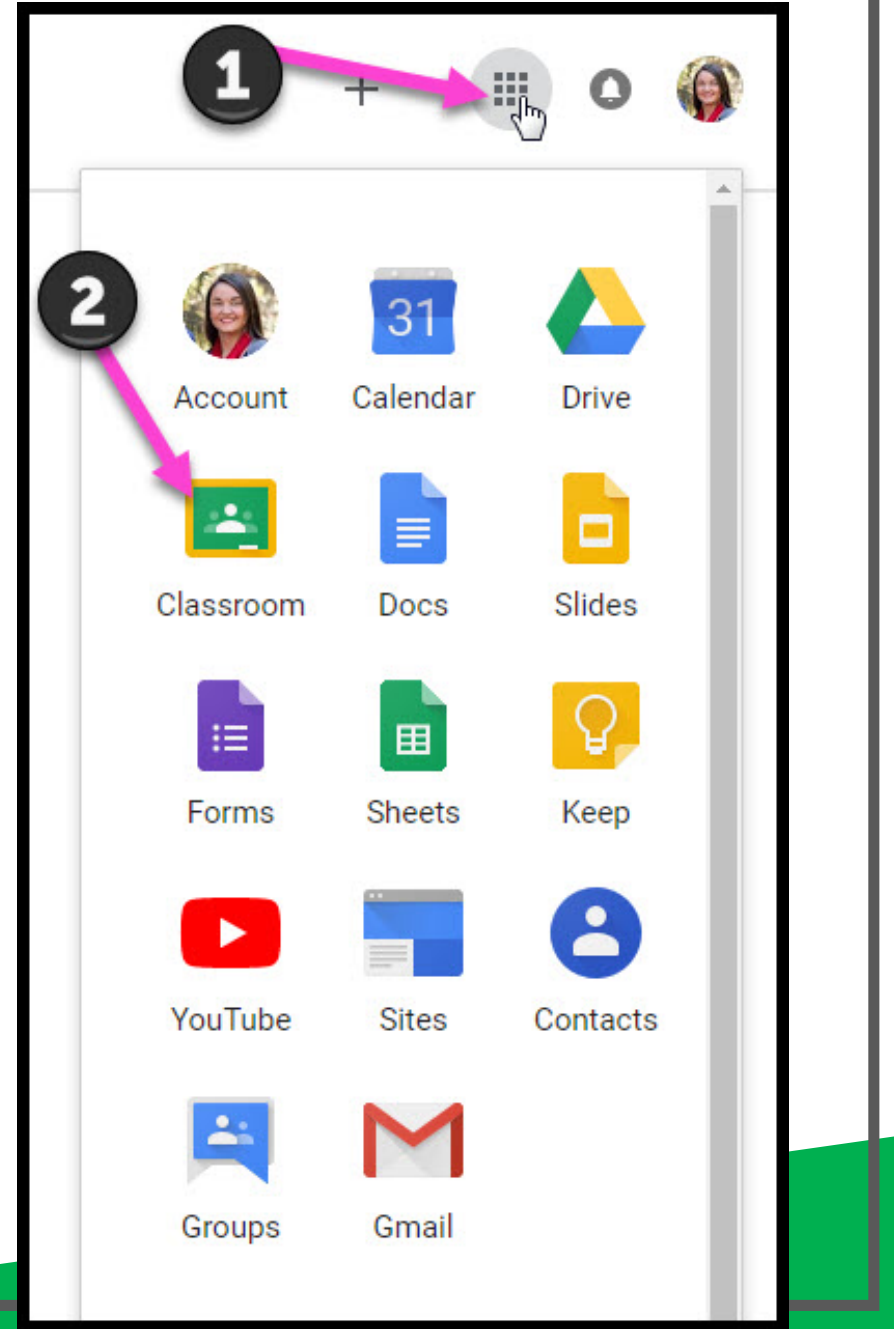 1
2
31
Account Calendar Drive
Classroom Docs Slides
Forms Sheets Keep
YouTube Sites Contacts
Groups Gmail